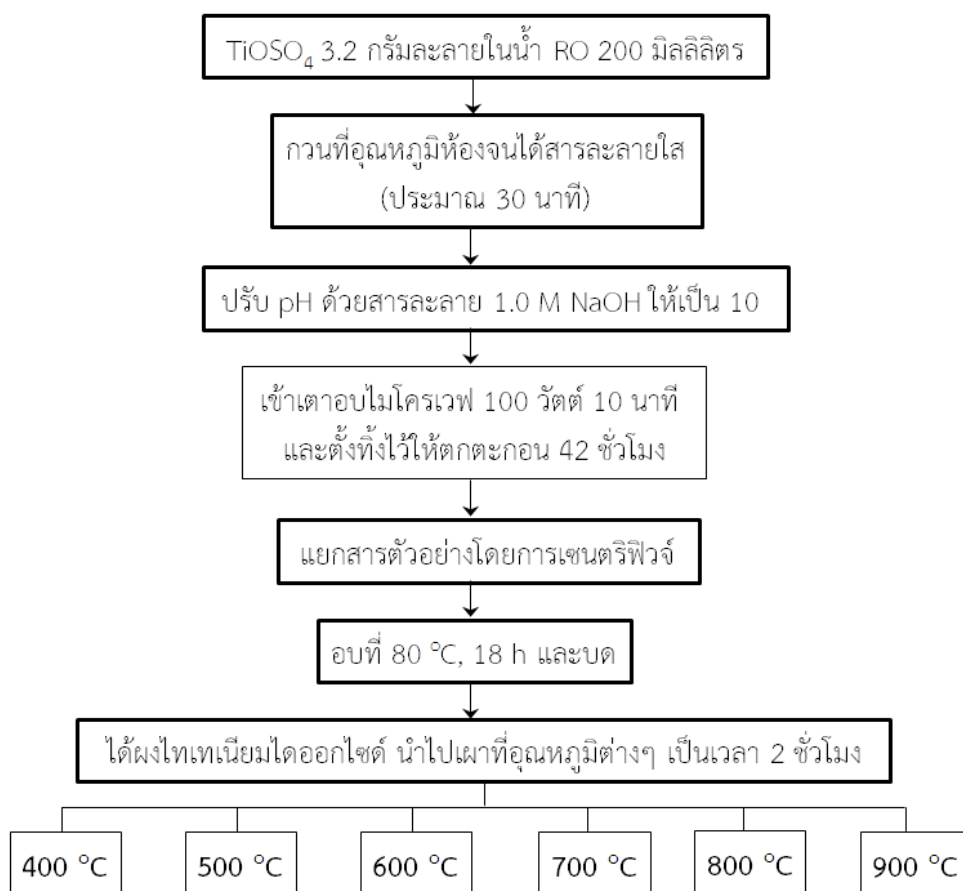 TiOSO₄ 3.2 กรัมละลายในน้ำ RO 200 มิลลิลิตร
กวนที่อุณหภูมิห้องจนได้สารละลายใส
(ประมาณ 30 นาที)
ปรับ pH ด้วยสารละลาย 1.0 M NaOH ให้เป็น 10
เข้าเตาอบไมโครเวฟ 100 วัตต์ 10 นาที
และตั้งทิ้งไว้ให้ตกตะกอน 42 ชั่วโมง
แยกสารตัวอย่างโดยการเซนตริฟิวจ์
อบที่ 80 °C, 18 h และบด
ได้ผงไทเทเนียมไดออกไซด์ นำไปเผาที่อุณหภูมิต่างๆ เป็นเวลา 2 ชั่วโมง
400 °C 500 °C 600 °C 700 °C 800 °C 900 °C